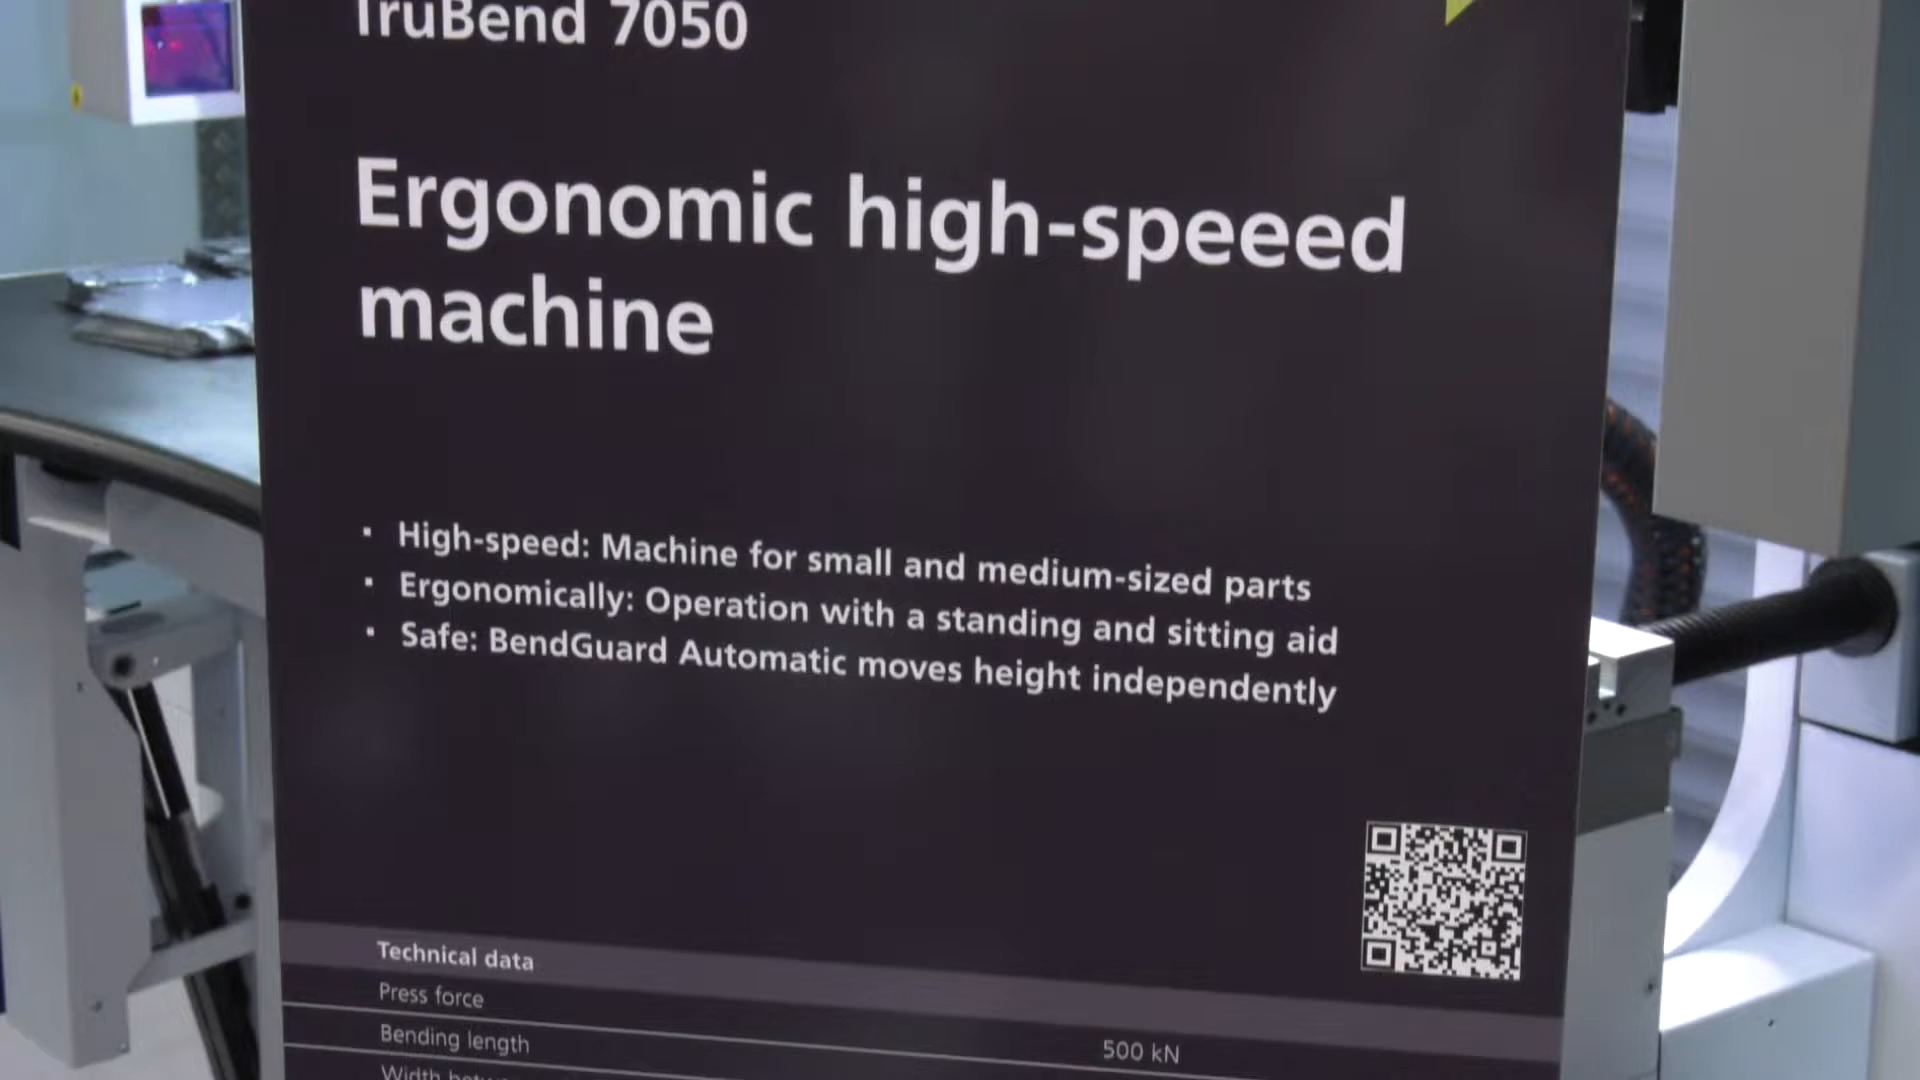 TruBend 7050
Ergonomic high-speeed
machine
· High-speed: Machine for small and medium-sized parts
· Ergonomically: Operation with a standing and sitting aid
· Safe: BendGuard Automatic moves height independently
Technical data
Press force 500 kN
Bending length
Width